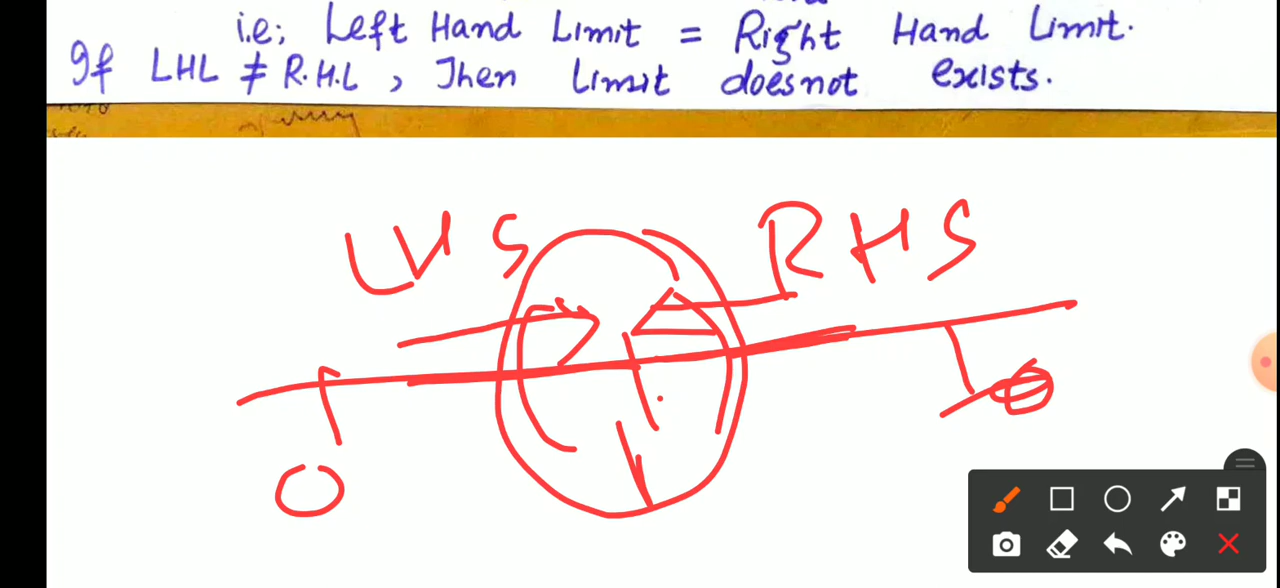 i.e; Left Hand Limit = Right Hand Limit.
If LHL ≠ R.H.L , Then Limit doesnot exists.
LHS RHS
0